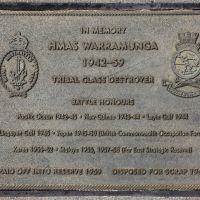 IN MEMORY
HMAS WARRAMUNGA
1942-59
TRIBAL CLASS DESTROYER
BATTLE HONOURS
Pacific Ocean 1942-45 • New Guinea 1943-44 • Leyte Gulf 1944
Lingayen Gulf 1945 • Japan 1945-50 (British Commonwealth Occupation Force)
Korea 1950-52 • Malaya 1955, 1957-58 (Far East Strategic Reserve)
PAID OFF INTO RESERVE 1959 DISPOSED FOR SCRAP